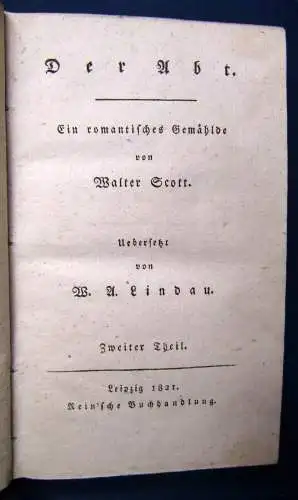 Der Abt.
Ein romantisches Gemählde
von
Walter Scott.
Uebersetzt
von
W. A. Lindau.
Zweiter Theil.
Leipzig 1821.
Rein'sche Buchhandlung.